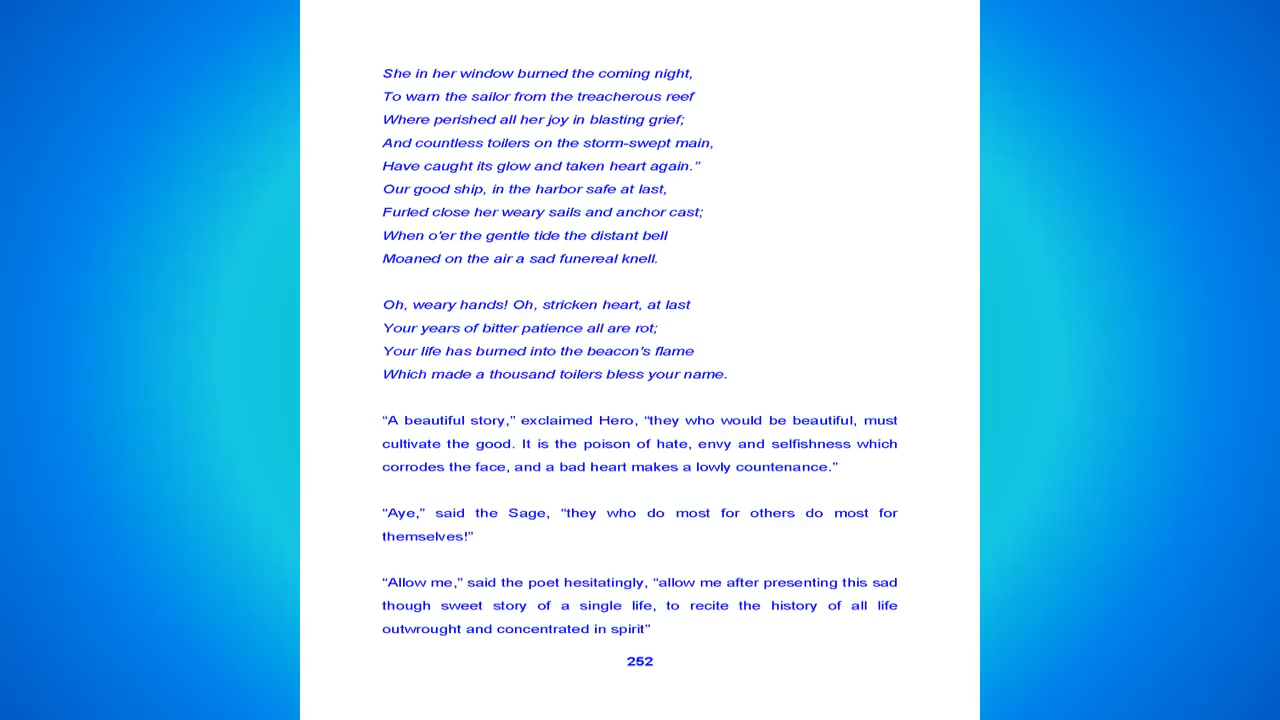 She in her window burned the coming night,
To warn the sailor from the treacherous reef
Where perished all her joy in blasting grief;
And countless toilers on the storm-swept main,
Have caught its glow and taken heart again.”
Our good ship, in the harbor safe at last,
Furled close her weary sails and anchor cast;
When o'er the gentle tide the distant bell
Moaned on the air a sad funereal knell.
Oh, weary hands! Oh, stricken heart, at last
Your years of bitter patience all are rot;
Your life has burned into the beacon's flame
Which made a thousand toilers bless your name.
“A beautiful story,” exclaimed Hero, “they who would be beautiful, must
cultivate the good. It is the poison of hate, envy and selfishness which
corrodes the face, and a bad heart makes a lowly countenance.”
“Aye,” said the Sage, “they who do most for others do most for
themselves!”
“Allow me,” said the poet hesitatingly, “allow me after presenting this sad
though sweet story of a single life, to recite the history of all life
outwrought and concentrated in spirit”
252